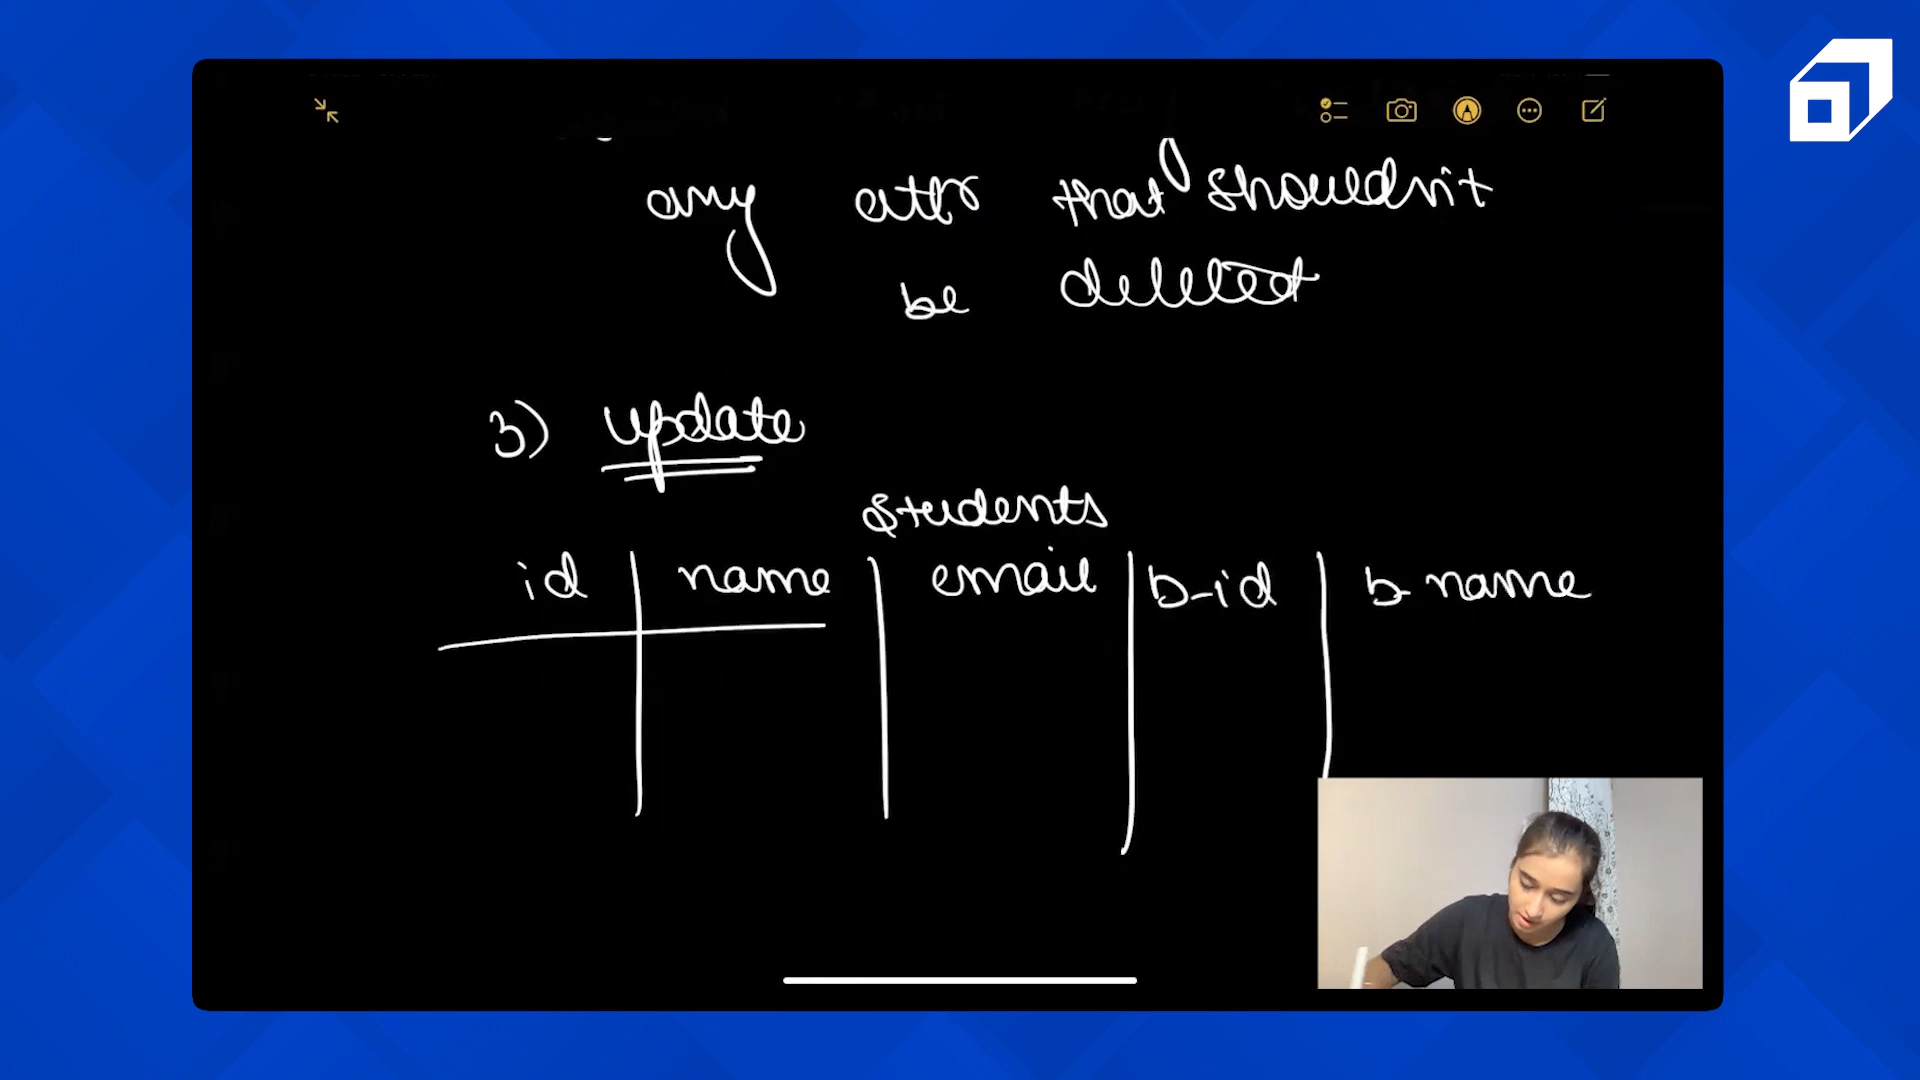 any attr that shouldn't
be deleted
3) update
students
id name email b-id b-name